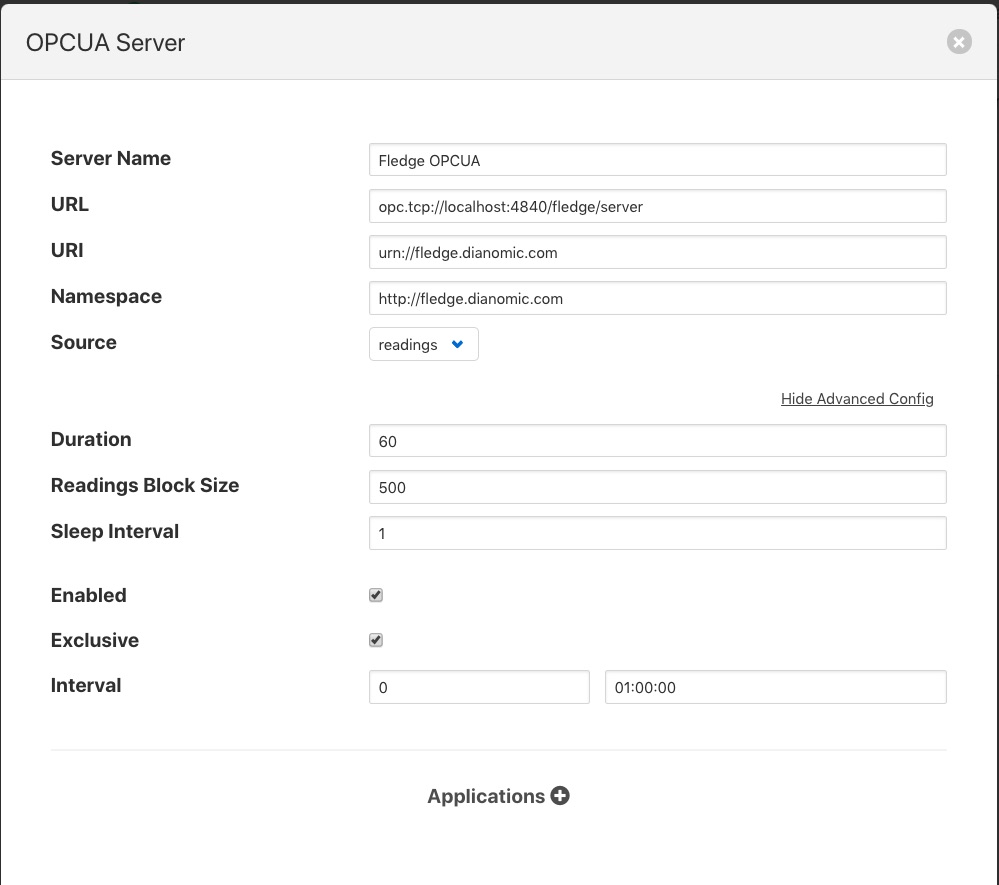 OPCUA Server
Server Name Fledge OPCUA
URL opc.tcp://localhost:4840/fledge/server
URI urn://fledge.dianomic.com
Namespace http://fledge.dianomic.com
Source readings
Hide Advanced Config
Duration 60
Readings Block Size 500
Sleep Interval 1
Enabled
Exclusive
Interval 0 01:00:00
Applications